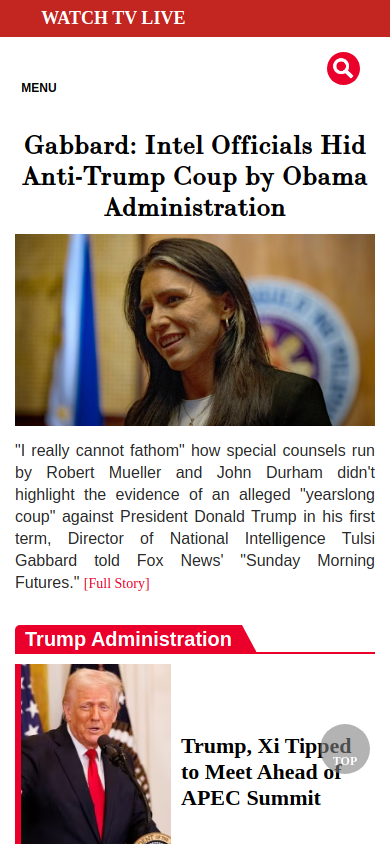 WATCH TV LIVE
MENU
Gabbard: Intel Officials Hid
Anti-Trump Coup by Obama
Administration
"I really cannot fathom" how special counsels run
by Robert Mueller and John Durham didn't
highlight the evidence of an alleged "yearslong
coup" against President Donald Trump in his first
term, Director of National Intelligence Tulsi
Gabbard told Fox News' "Sunday Morning
Futures." [Full Story]
Trump Administration
Trump, Xi Tipped
to Meet Ahead of
APEC Summit
TOP